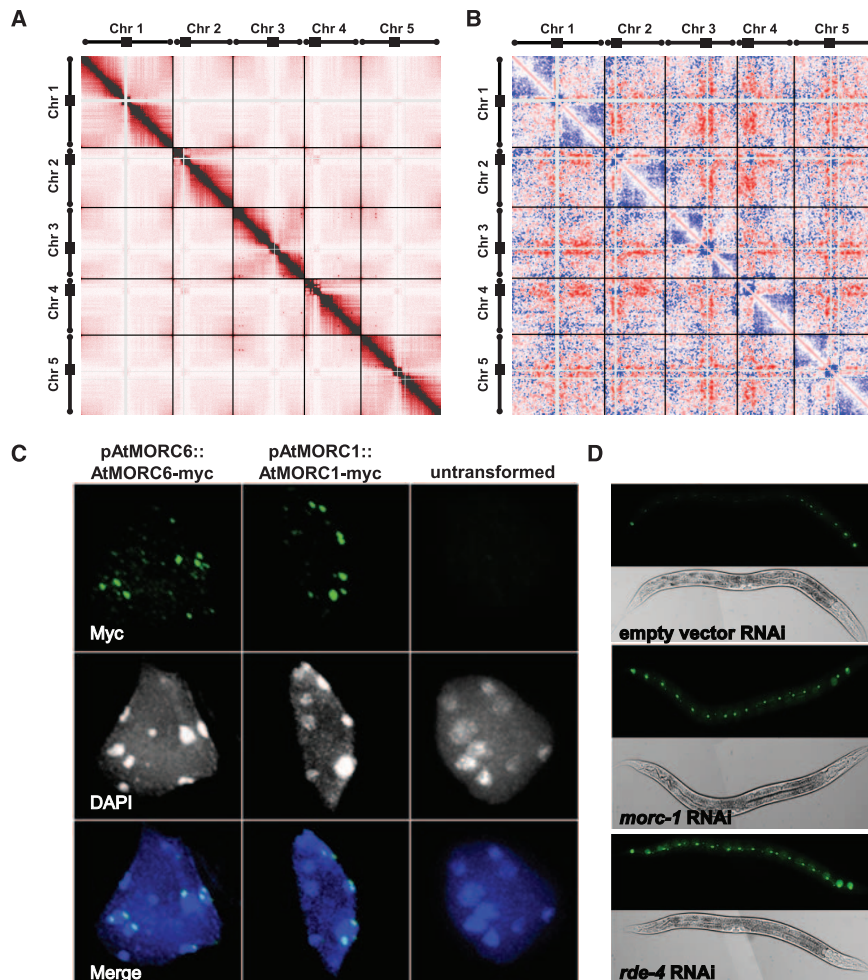 A
Chr 1 Chr 2 Chr 3 Chr 4 Chr 5
Chr 1
Chr 2
Chr 3
Chr 4
Chr 5
B
Chr 1 Chr 2 Chr 3 Chr 4 Chr 5
Chr 1
Chr 2
Chr 3
Chr 4
Chr 5
C
pAtMORC6::
AtMORC6-myc
pAtMORC1::
AtMORC1-myc
untransformed
Myc
DAPI
Merge
D
empty vector RNAi
morc-1 RNAi
rde-4 RNAi